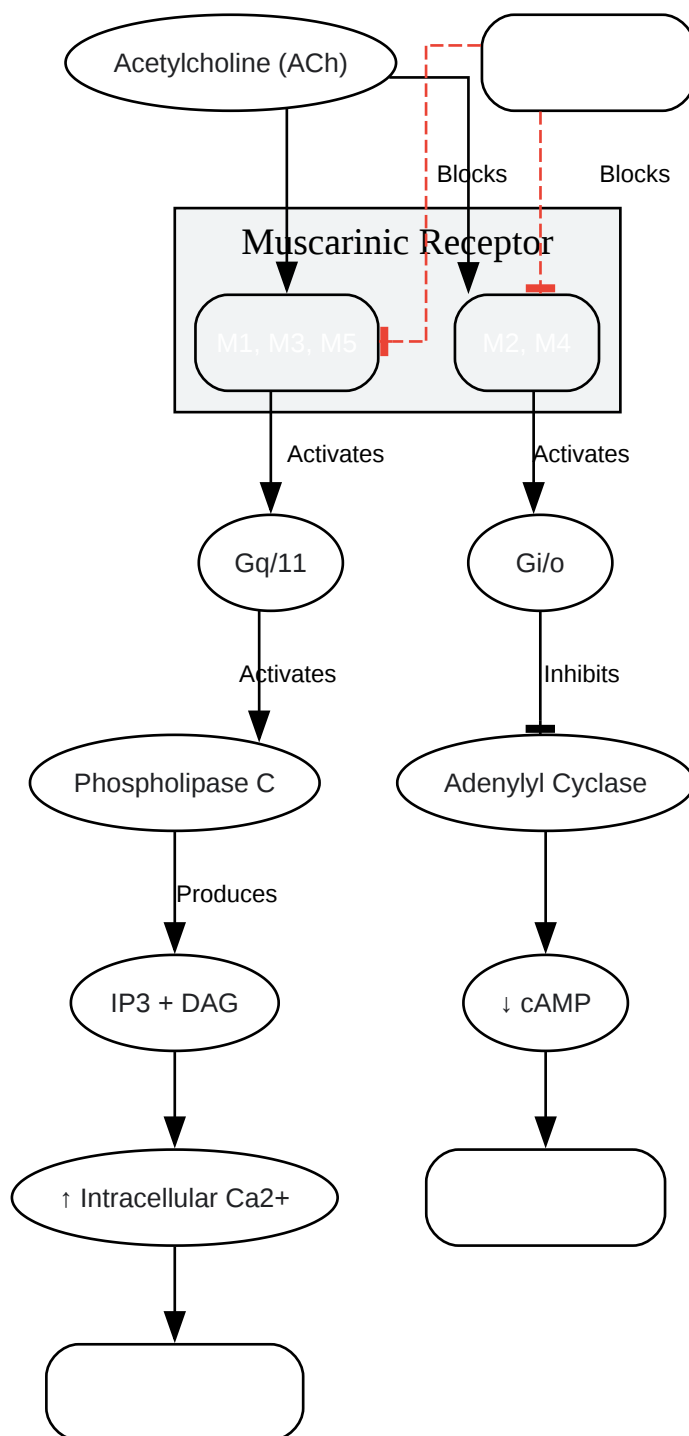 Acetylcholine (ACh)
Blocks
Blocks
Muscarinic Receptor
M1, M3, M5
M2, M4
Activates
Activates
Gq/11
Gi/o
Activates
Inhibits
Phospholipase C
Adenylyl Cyclase
Produces
IP3 + DAG
↓ cAMP
↑ Intracellular Ca2+